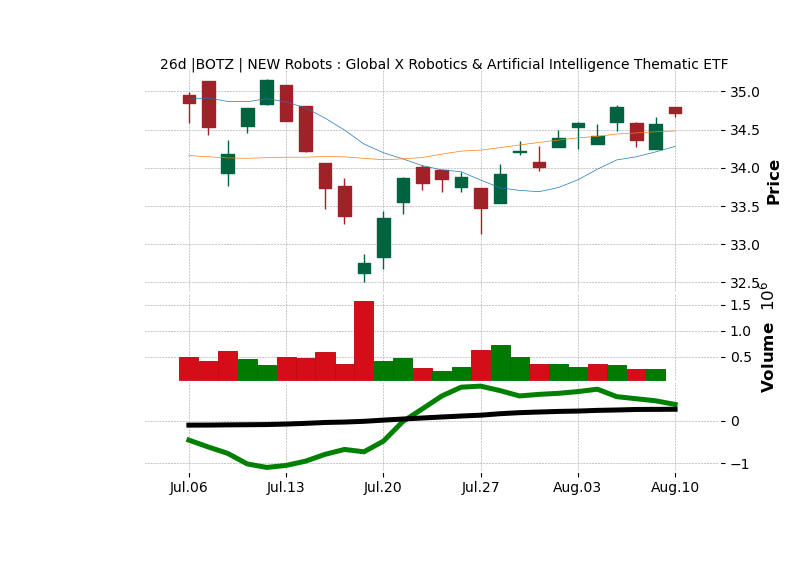 26d |BOTZ | NEW Robots : Global X Robotics & Artificial Intelligence Thematic ETF
35.0
34.5
34.0
33.5
33.0
32.5
Price
1.5
1.0
0.5
Volume 10^6
0
−1
Jul.06 Jul.13 Jul.20 Jul.27 Aug.03 Aug.10